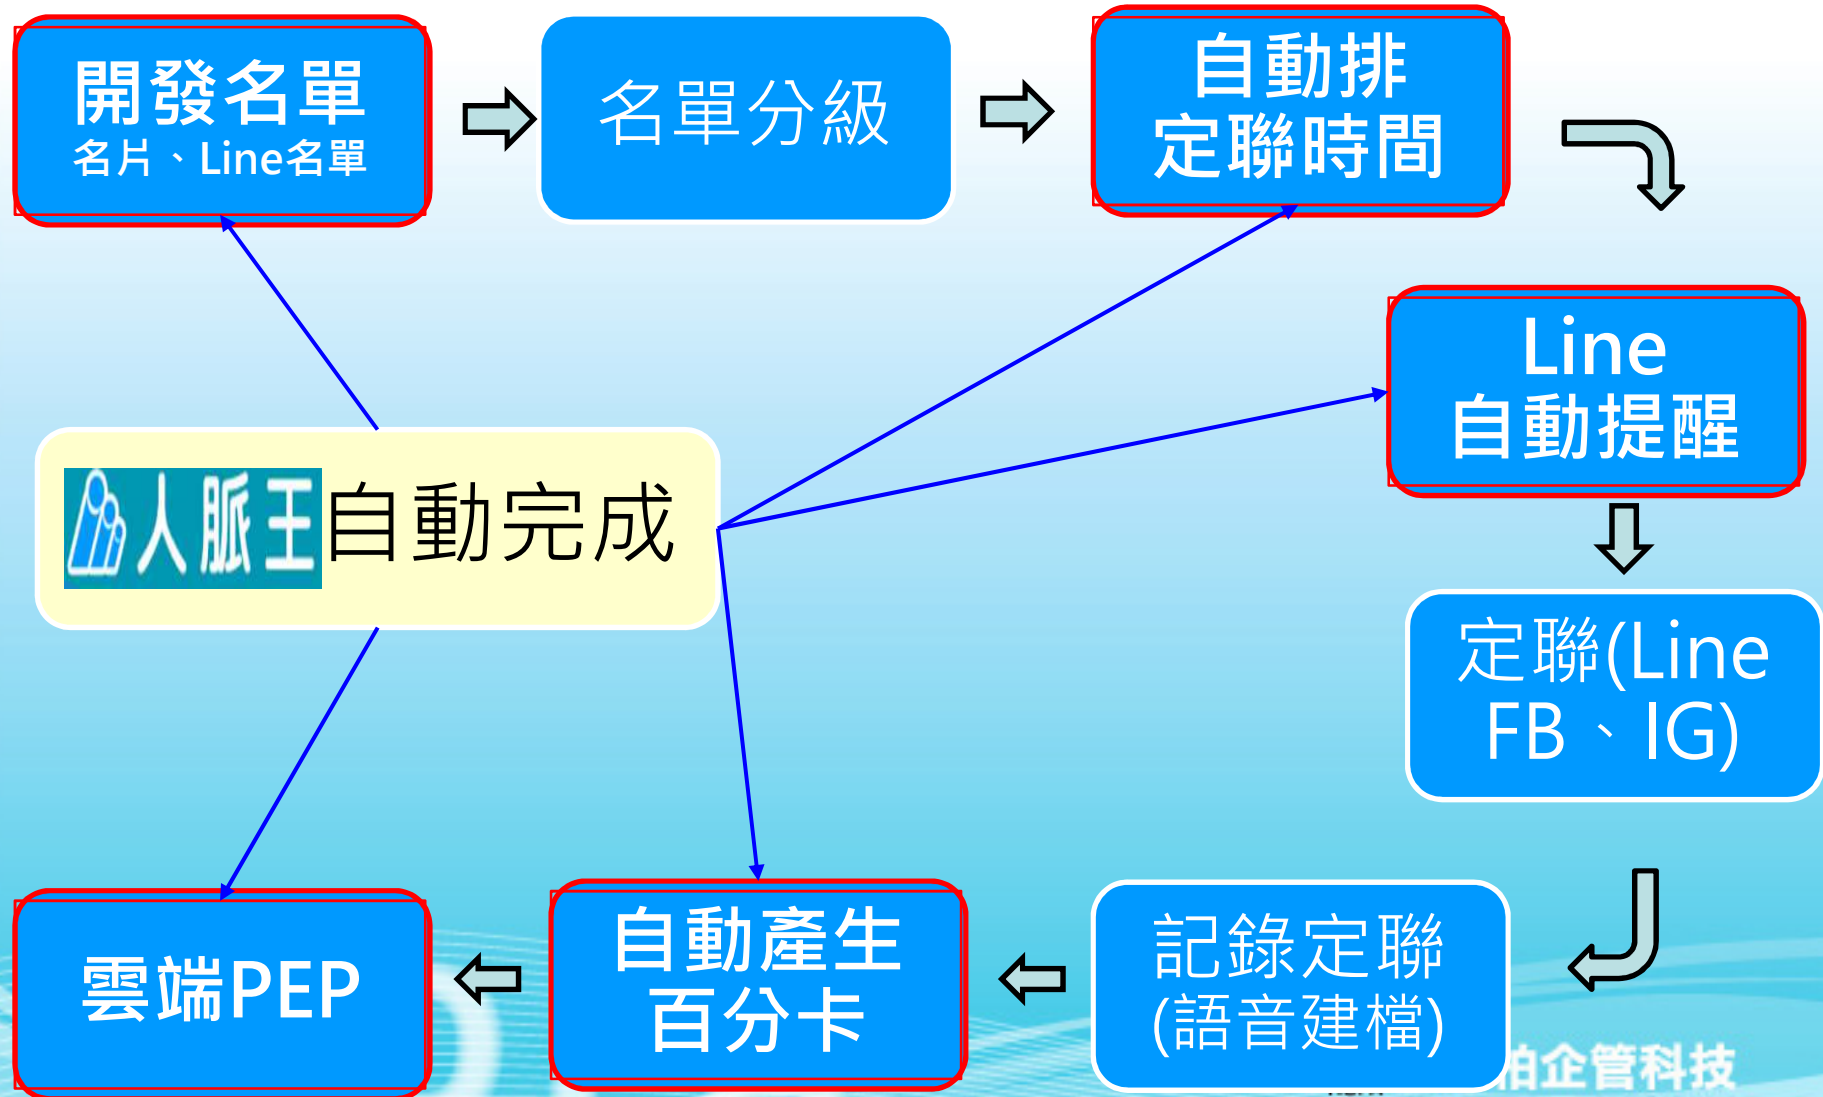 開發名單
名片、Line名單
名單分級
自動排
定聯時間
Line
自動提醒
人脈王自動完成
定聯(Line
FB、IG)
雲端PEP
自動產生
百分卡
記錄定聯
(語音建檔)
企管科技